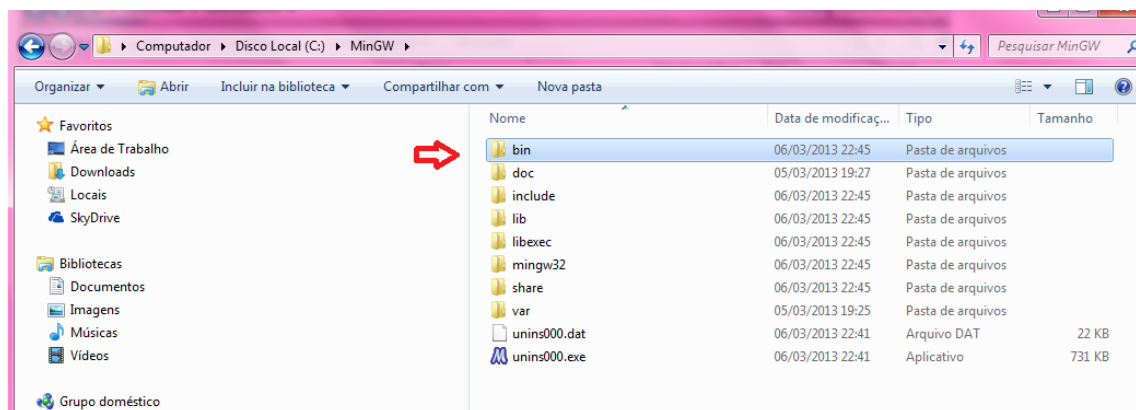 Computador Disco Local (C:) MinGW Pesquisar MinGW
Organizar Abrir Incluir na biblioteca Compartilhar com Nova pasta
Favoritos
Área de Trabalho
Downloads
Locais
SkyDrive
Bibliotecas
Documentos
Imagens
Músicas
Vídeos
Grupo doméstico
Nome Data de modificaç... Tipo Tamanho
bin 06/03/2013 22:45 Pasta de arquivos
doc 05/03/2013 19:27 Pasta de arquivos
include 06/03/2013 22:45 Pasta de arquivos
lib 06/03/2013 22:45 Pasta de arquivos
libexec 06/03/2013 22:45 Pasta de arquivos
mingw32 06/03/2013 22:45 Pasta de arquivos
share 06/03/2013 22:45 Pasta de arquivos
var 05/03/2013 19:25 Pasta de arquivos
unins000.dat 06/03/2013 22:41 Arquivo DAT 22 KB
unins000.exe 06/03/2013 22:41 Aplicativo 731 KB